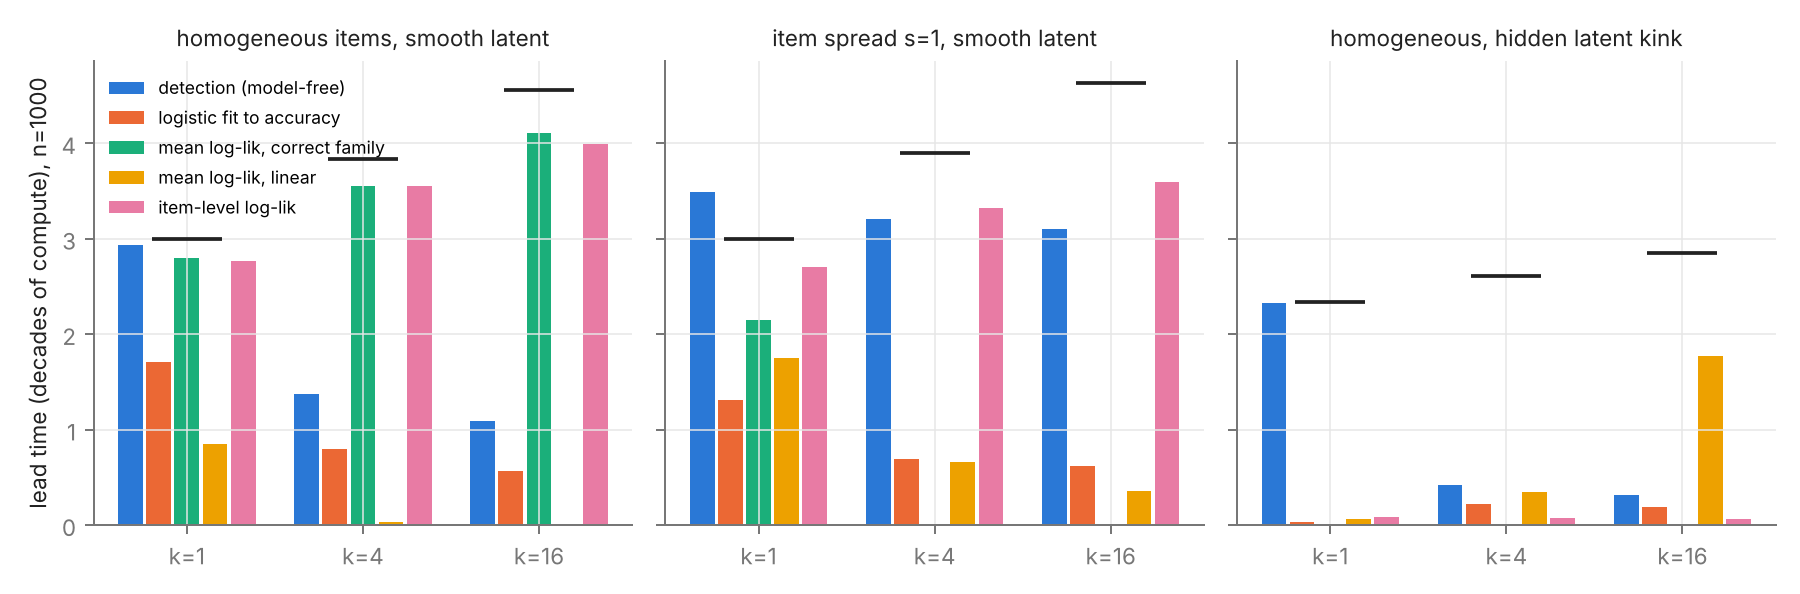 homogeneous items, smooth latent
item spread s=1, smooth latent
homogeneous, hidden latent kink
lead time (decades of compute), n=1000
detection (model-free)
logistic fit to accuracy
mean log-lik, correct family
mean log-lik, linear
item-level log-lik
4
3
2
1
0
k=1
k=4
k=16
k=1
k=4
k=16
k=1
k=4
k=16